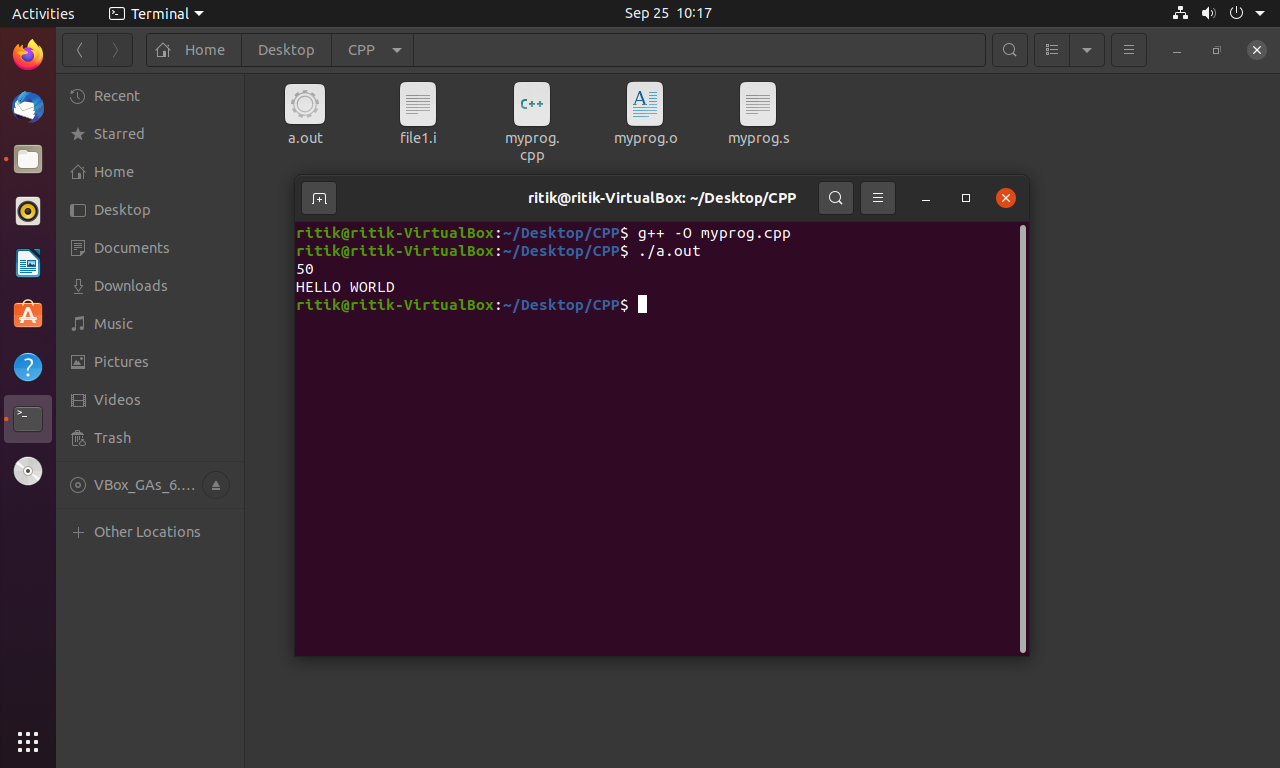 Activities Terminal Sep 25 10:17
Home Desktop CPP
Recent
Starred
Home
Desktop
Documents
Downloads
Music
Pictures
Videos
Trash
VBox_GAs_6....
Other Locations
a.out file1.i myprog.cpp myprog.o myprog.s
C++
A
ritik@ritik-VirtualBox: ~/Desktop/CPP
ritik@ritik-VirtualBox:~/Desktop/CPP$ g++ -O myprog.cpp
ritik@ritik-VirtualBox:~/Desktop/CPP$ ./a.out
50
HELLO WORLD
ritik@ritik-VirtualBox:~/Desktop/CPP$